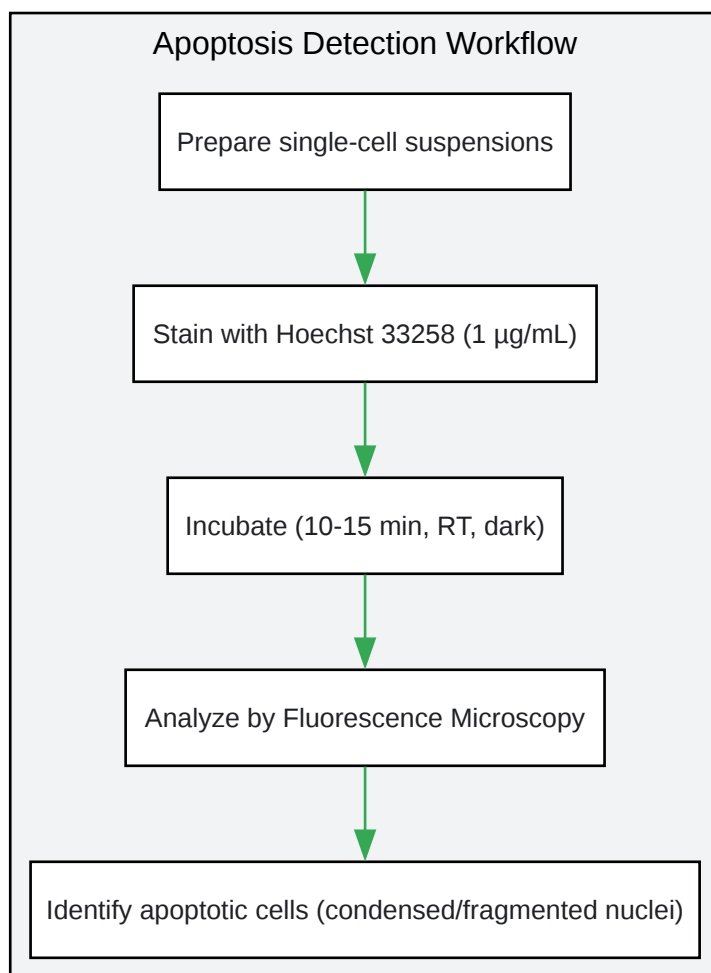 Apoptosis Detection Workflow
Prepare single-cell suspensions
Stain with Hoechst 33258 (1 µg/mL)
Incubate (10-15 min, RT, dark)
Analyze by Fluorescence Microscopy
Identify apoptotic cells (condensed/fragmented nuclei)